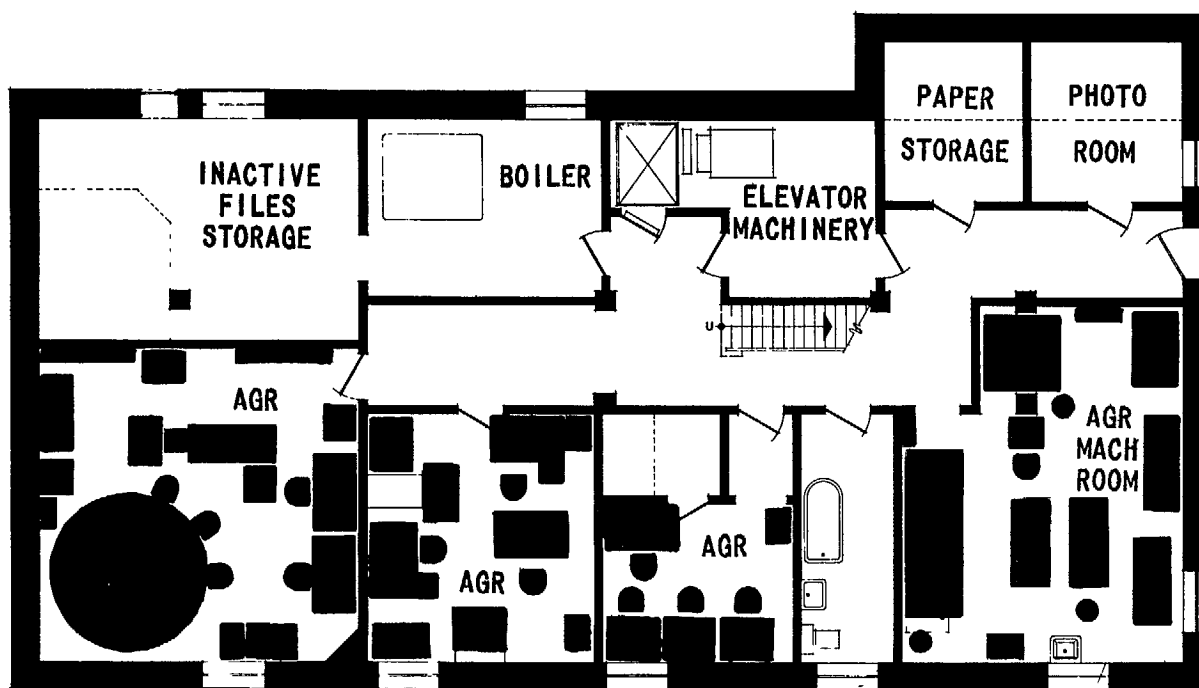 PAPER
STORAGE
PHOTO
ROOM
INACTIVE
FILES
STORAGE
BOILER
ELEVATOR
MACHINERY
U
AGR
AGR
AGR
AGR
MACH
ROOM